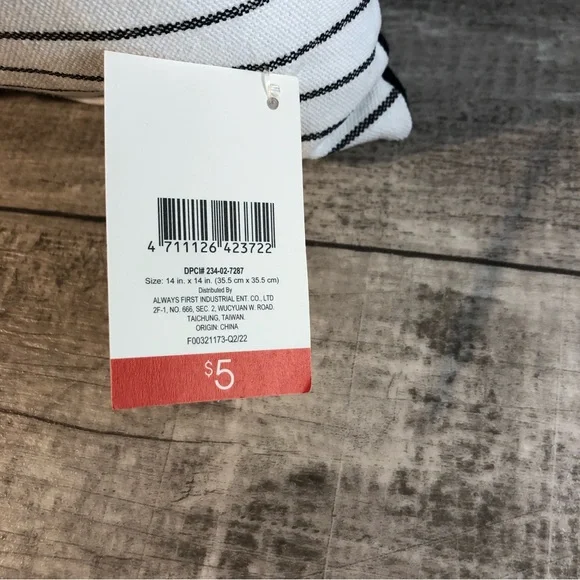 4 711126 423722
DPCI# 234-02-7287
Size: 14 in. x 14 in. (35.5 cm x 35.5 cm)
Distributed By
ALWAYS FIRST INDUSTRIAL ENT. CO., LTD
2F-1, NO. 666, SEC. 2, WUCYUAN W. ROAD.
TAICHUNG, TAIWAN.
ORIGIN: CHINA
F00321173-Q2/22
$5